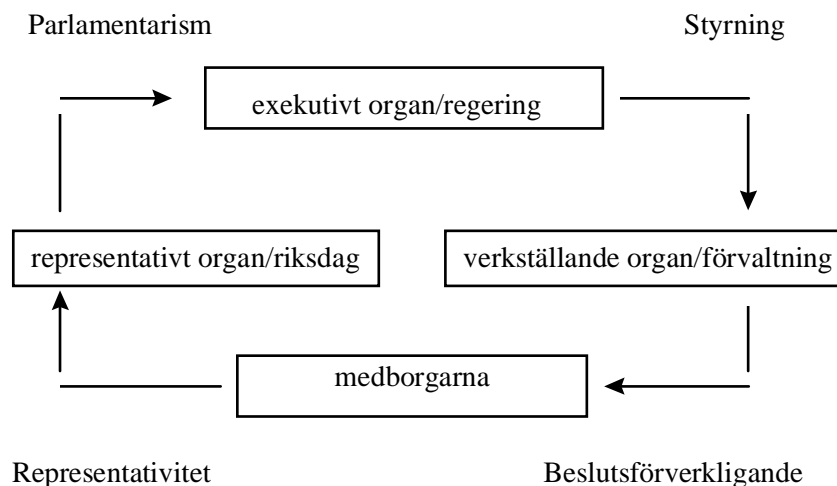 Parlamentarism
Styrning
exekutivt organ/regering
representativt organ/riksdag
verkställande organ/förvaltning
medborgarna
Representativitet
Beslutsförverkligande